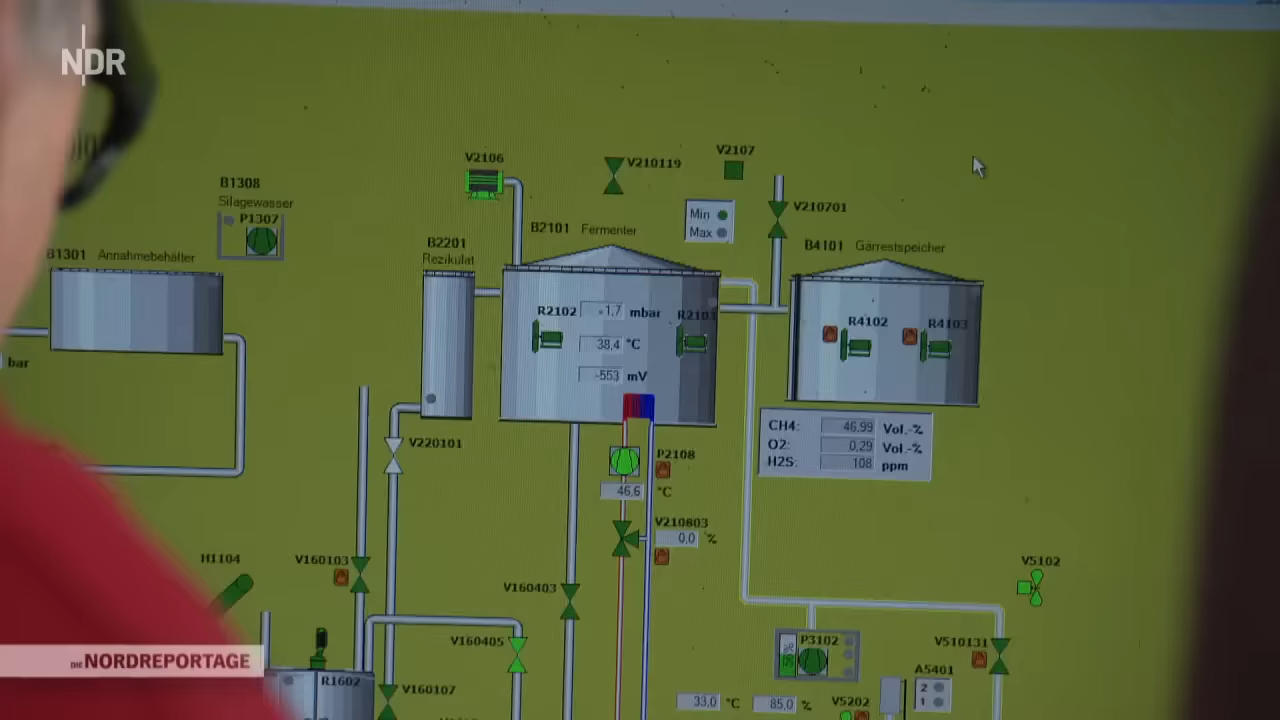 NDR
V2106
V210119
V2107
B1308
Silagewasser
P1307
Min
Max
V210701
B2101 Fermenter
B2201
Rezikulat
B4101 Gärrestspeicher
B1301 Annahmebehälter
R2102 -1,7 mbar R2103
R4102
R4103
38,4 °C
-553 mV
bar
CH4: 46,99 Vol.-%
O2: 0,29 Vol.-%
H2S: 108 ppm
V220101
P2108
46,6 °C
V210803
0,0 %
H1104
V160103
V160403
V5102
V160405
P3102
V510131
DIE NORDREPORTAGE
R1602
V160107
A5401
2
1
33,0 °C 85,0 % V5202